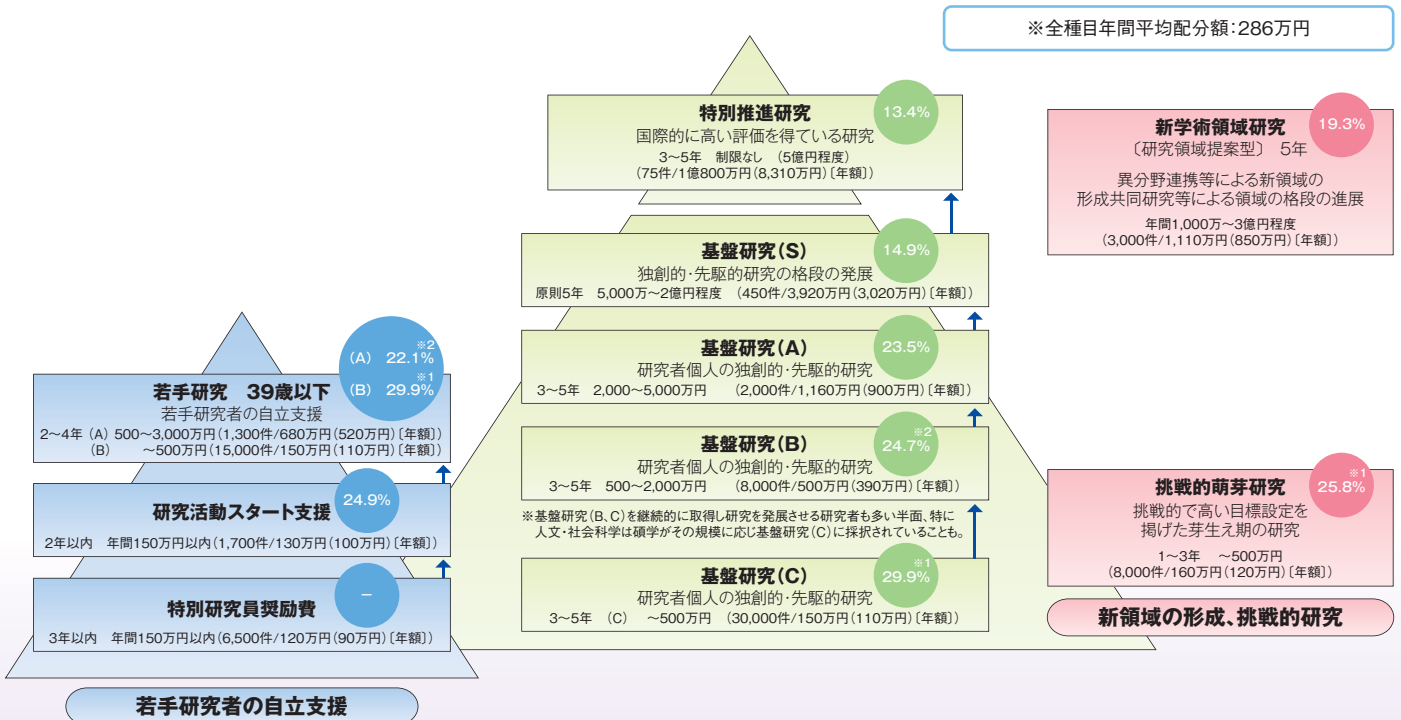 ※全種目年間平均配分額:286万円
特別推進研究
13.4%
国際的に高い評価を得ている研究
3〜5年 制限なし (5億円程度)
(75件/1億800万円(8,310万円)〔年額〕)
基盤研究(S)
14.9%
独創的·先駆的研究の格段の発展
原則5年 5,000万〜2億円程度 (450件/3,920万円(3,020万円)〔年額〕)
基盤研究(A)
23.5%
研究者個人の独創的·先駆的研究
3〜5年 2,000〜5,000万円 (2,000件/1,160万円(900万円)〔年額〕)
基盤研究(B)
※2
24.7%
研究者個人の独創的·先駆的研究
3〜5年 500〜2,000万円 (8,000件/500万円(390万円)〔年額〕)
※基盤研究(B、C)を継続的に取得し研究を発展させる研究者も多い半面、特に
人文·社会科学は碩学がその規模に応じ基盤研究(C)に採択されていることも。
基盤研究(C)
※1
29.9%
研究者個人の独創的·先駆的研究
3〜5年 (C) 〜500万円 (30,000件/150万円(110万円)〔年額〕)
※2
(A) 22.1%
※1
(B) 29.9%
若手研究 39歳以下
若手研究者の自立支援
2〜4年 (A) 500〜3,000万円(1,300件/680万円(520万円)〔年額〕)
(B) 〜500万円(15,000件/150万円(110万円)〔年額〕)
研究活動スタート支援
24.9%
2年以内 年間150万円以内(1,700件/130万円(100万円)〔年額〕)
特別研究員奨励費
−
3年以内 年間150万円以内(6,500件/120万円(90万円)〔年額〕)
若手研究者の自立支援
新学術領域研究
19.3%
〔研究領域提案型〕 5年
異分野連携等による新領域の
形成共同研究等による領域の格段の進展
年間1,000万〜3億円程度
(3,000件/1,110万円(850万円)〔年額〕)
挑戦的萌芽研究
※1
25.8%
挑戦的で高い目標設定を
掲げた芽生え期の研究
1〜3年 〜500万円
(8,000件/160万円(120万円)〔年額〕)
新領域の形成、挑戦的研究